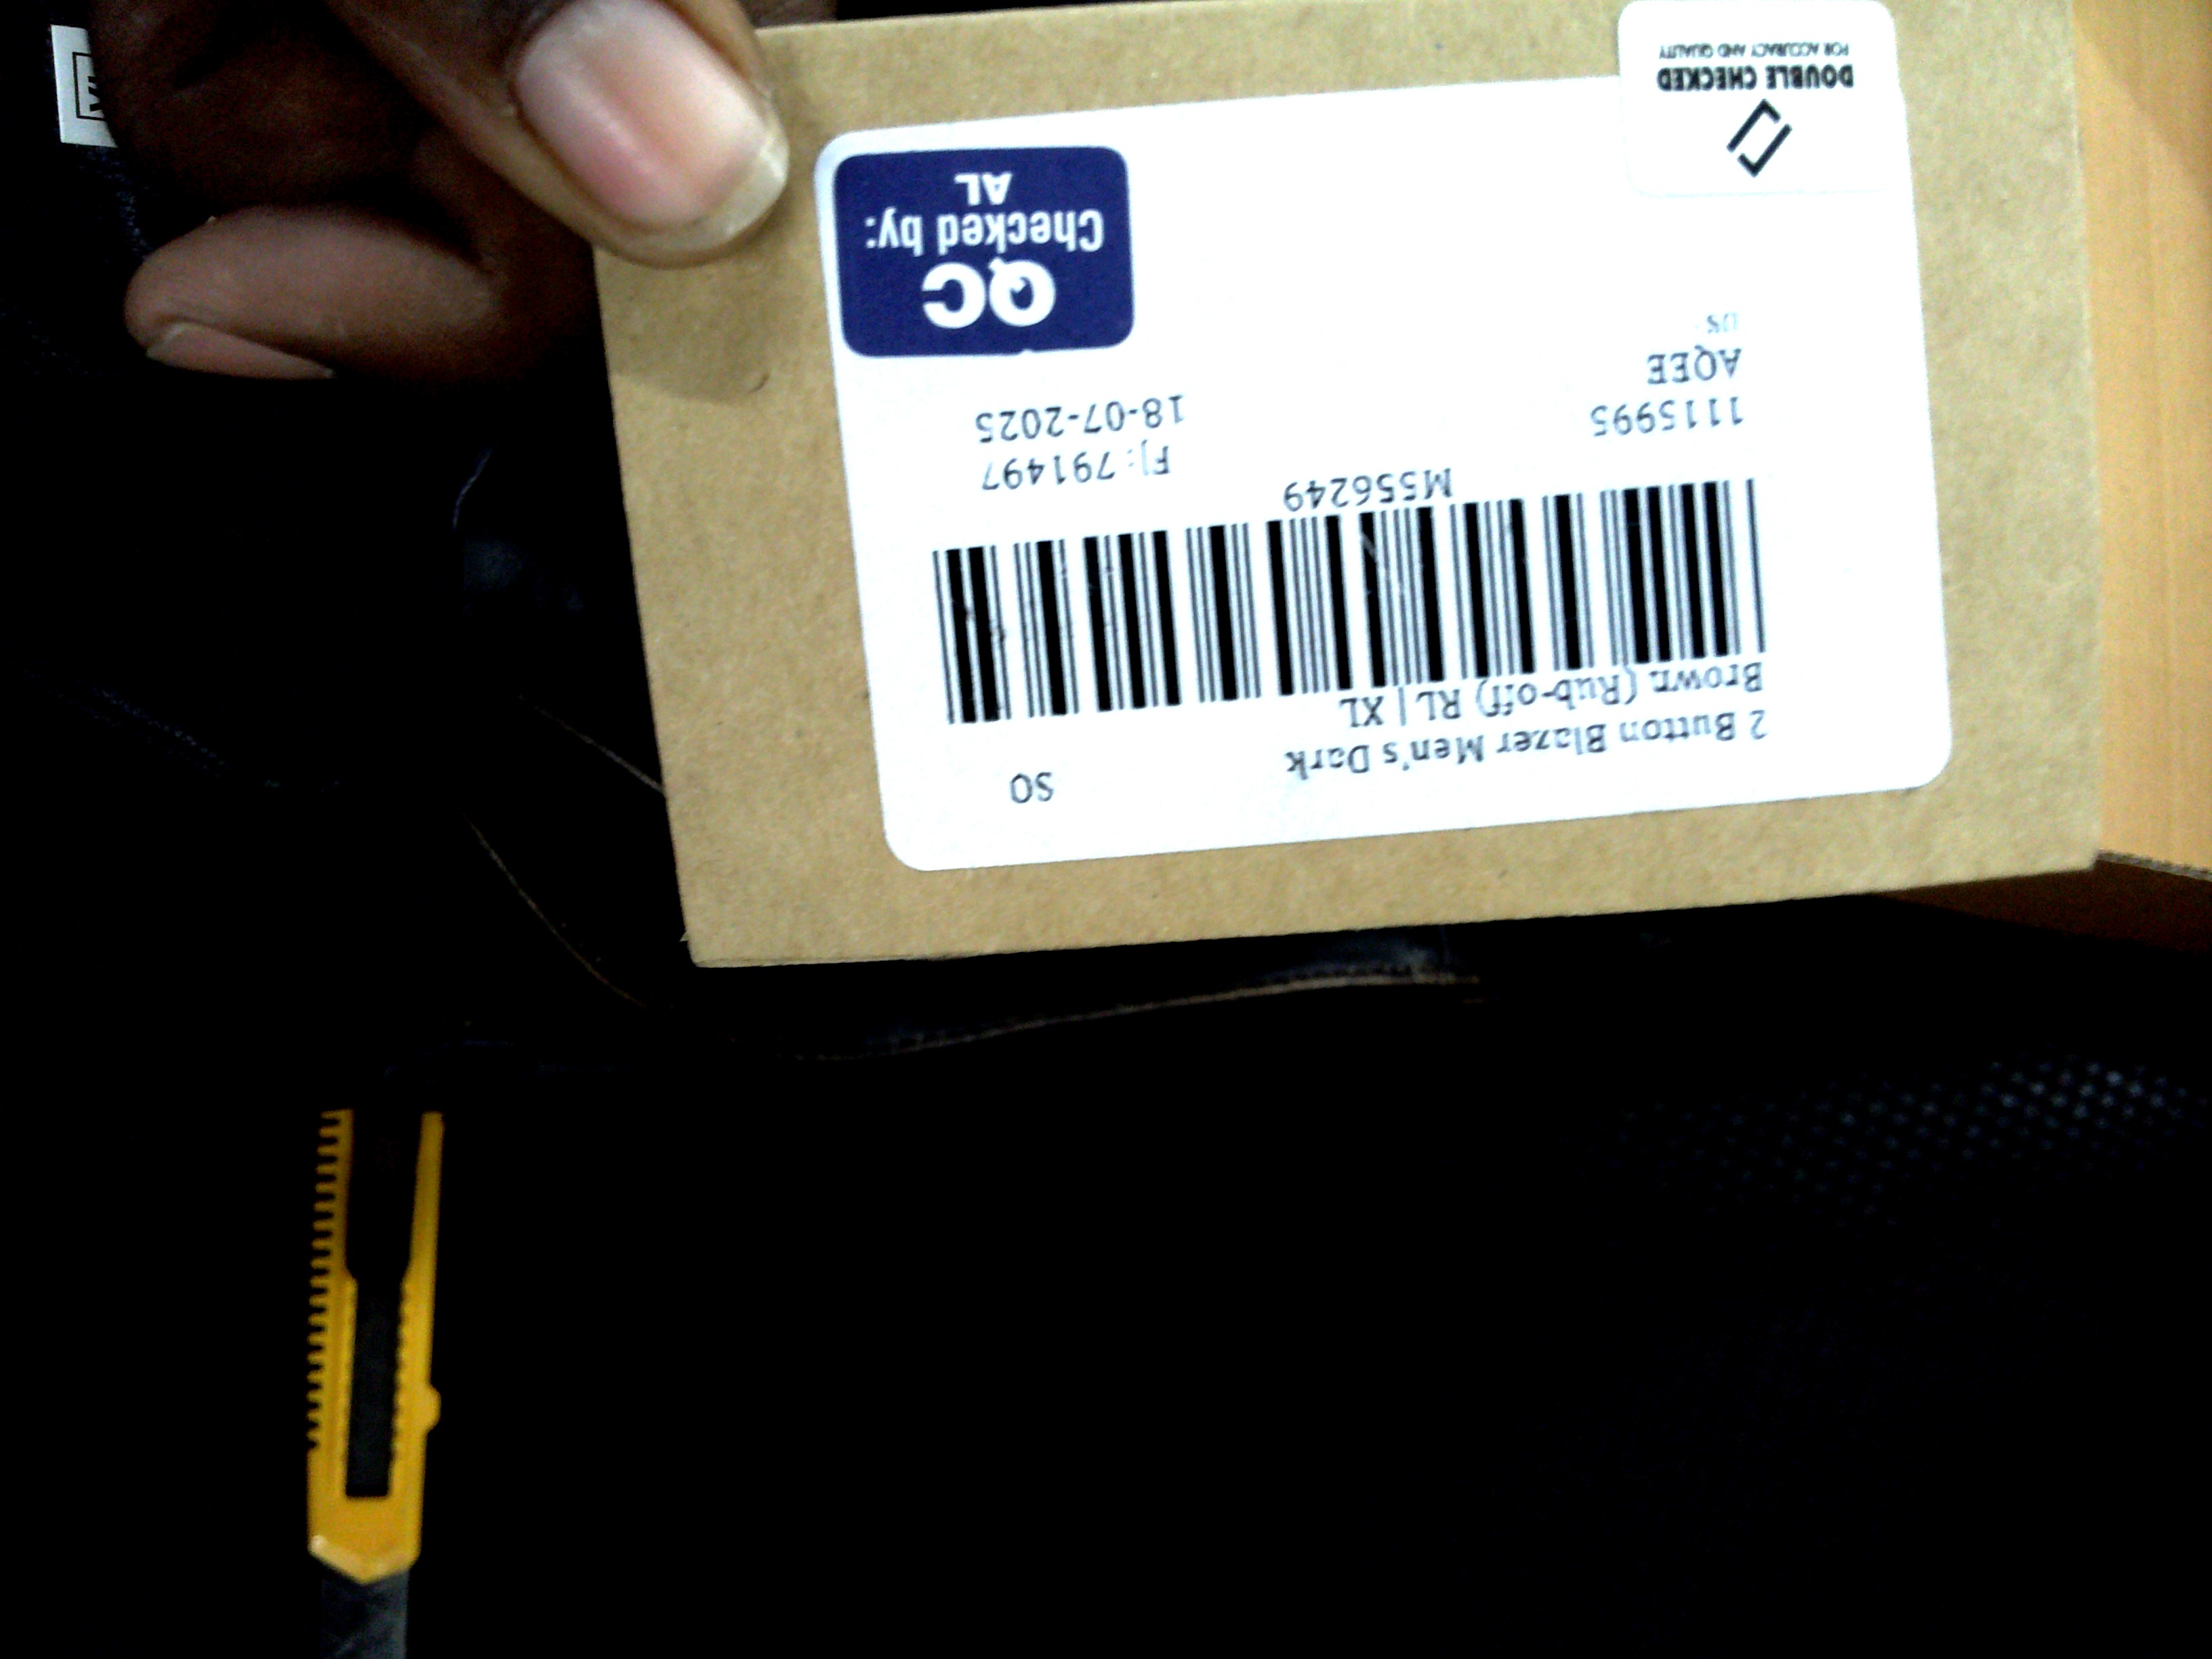 SO
2 Button Blazer Men's Dark
Brown (Rub-off) RL | XL
M556249
1115995
FJ:791497
AQEE
18-07-2025
US
QC
Checked by:
AL
DOUBLE CHECKED
FOR ACCURACY AND QUALITY